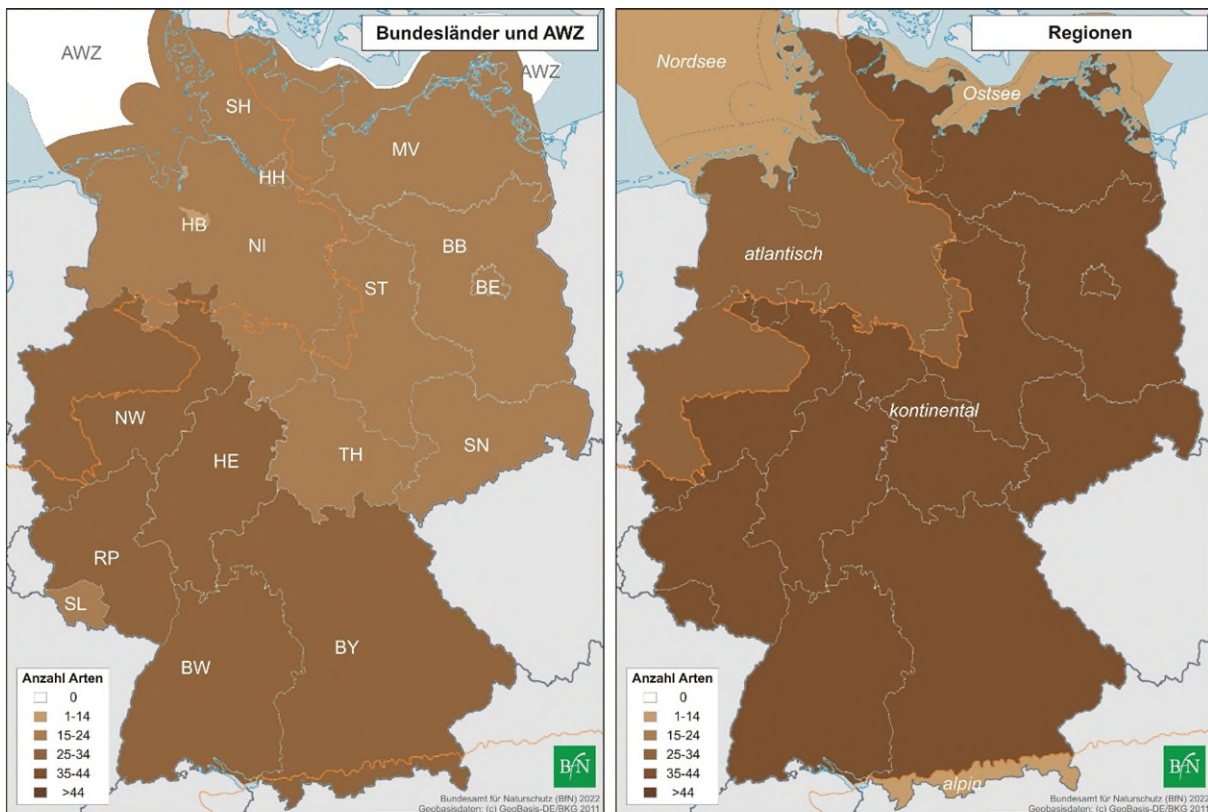 Bundesländer und AWZ
AWZ
AWZ
SH
MV
HH
HB
NI
BB
BE
ST
NW
HE
TH
SN
RP
SL
BW
BY
Anzahl Arten
0
1-14
15-24
25-34
35-44
>44
BfN
Bundesamt für Naturschutz (BfN) 2022
Geobasisdaten: (c) GeoBasis-DE/BKG 2011
Regionen
Nordsee
Ostsee
atlantisch
kontinental
alpin
Anzahl Arten
0
1-14
15-24
25-34
35-44
>44
BfN
Bundesamt für Naturschutz (BfN) 2022
Geobasisdaten: (c) GeoBasis-DE/BKG 2011